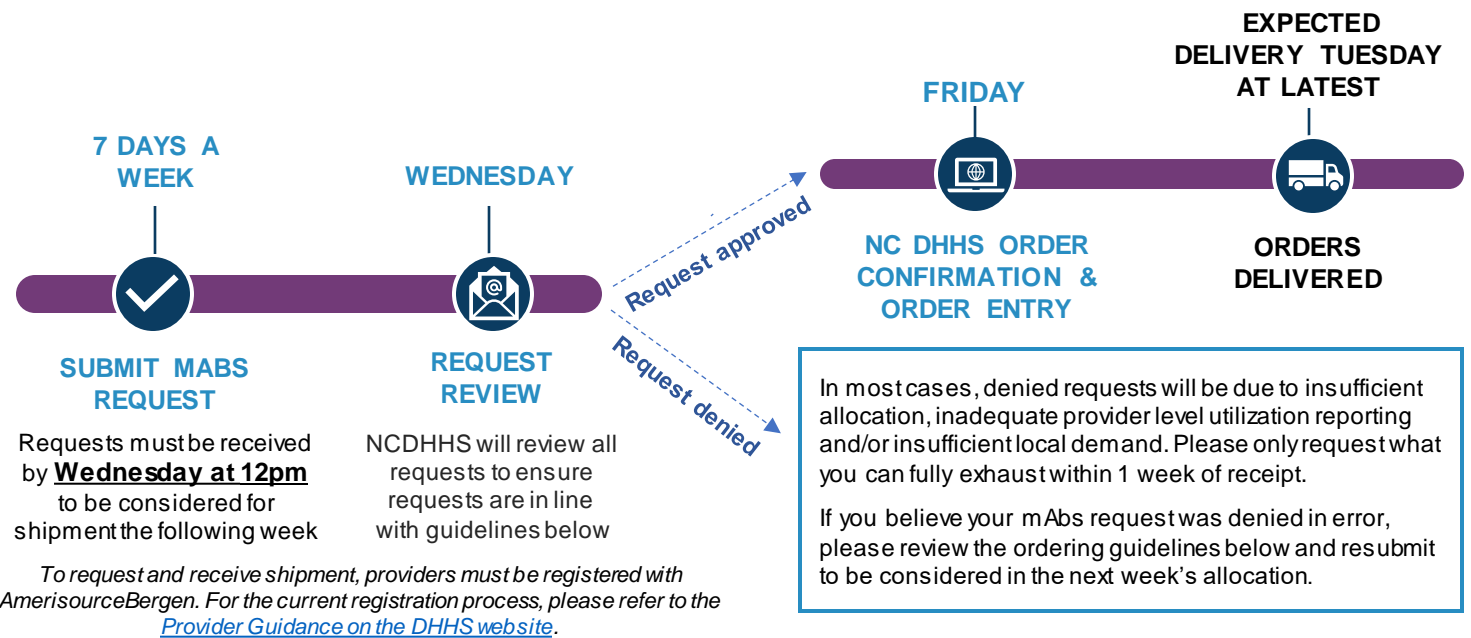 7 DAYS A
WEEK
SUBMIT MABS
REQUEST
Requests must be received
by Wednesday at 12pm
to be considered for
shipment the following week
WEDNESDAY
@
REQUEST
REVIEW
NCDHHS will review all
requests to ensure
requests are in line
with guidelines below
To request and receive shipment, providers must be registered with
AmerisourceBergen. For the current registration process, please refer to the
Provider Guidance on the DHHS website.
Request approved
Request denied
FRIDAY
NC DHHS ORDER
CONFIRMATION &
ORDER ENTRY
EXPECTED
DELIVERY TUESDAY
AT LATEST
ORDERS
DELIVERED
In most cases, denied requests will be due to insufficient
allocation, inadequate provider level utilization reporting
and/or insufficient local demand. Please only request what
you can fully exhaust within 1 week of receipt.
If you believe your mAbs request was denied in error,
please review the ordering guidelines below and resubmit
to be considered in the next week's allocation.